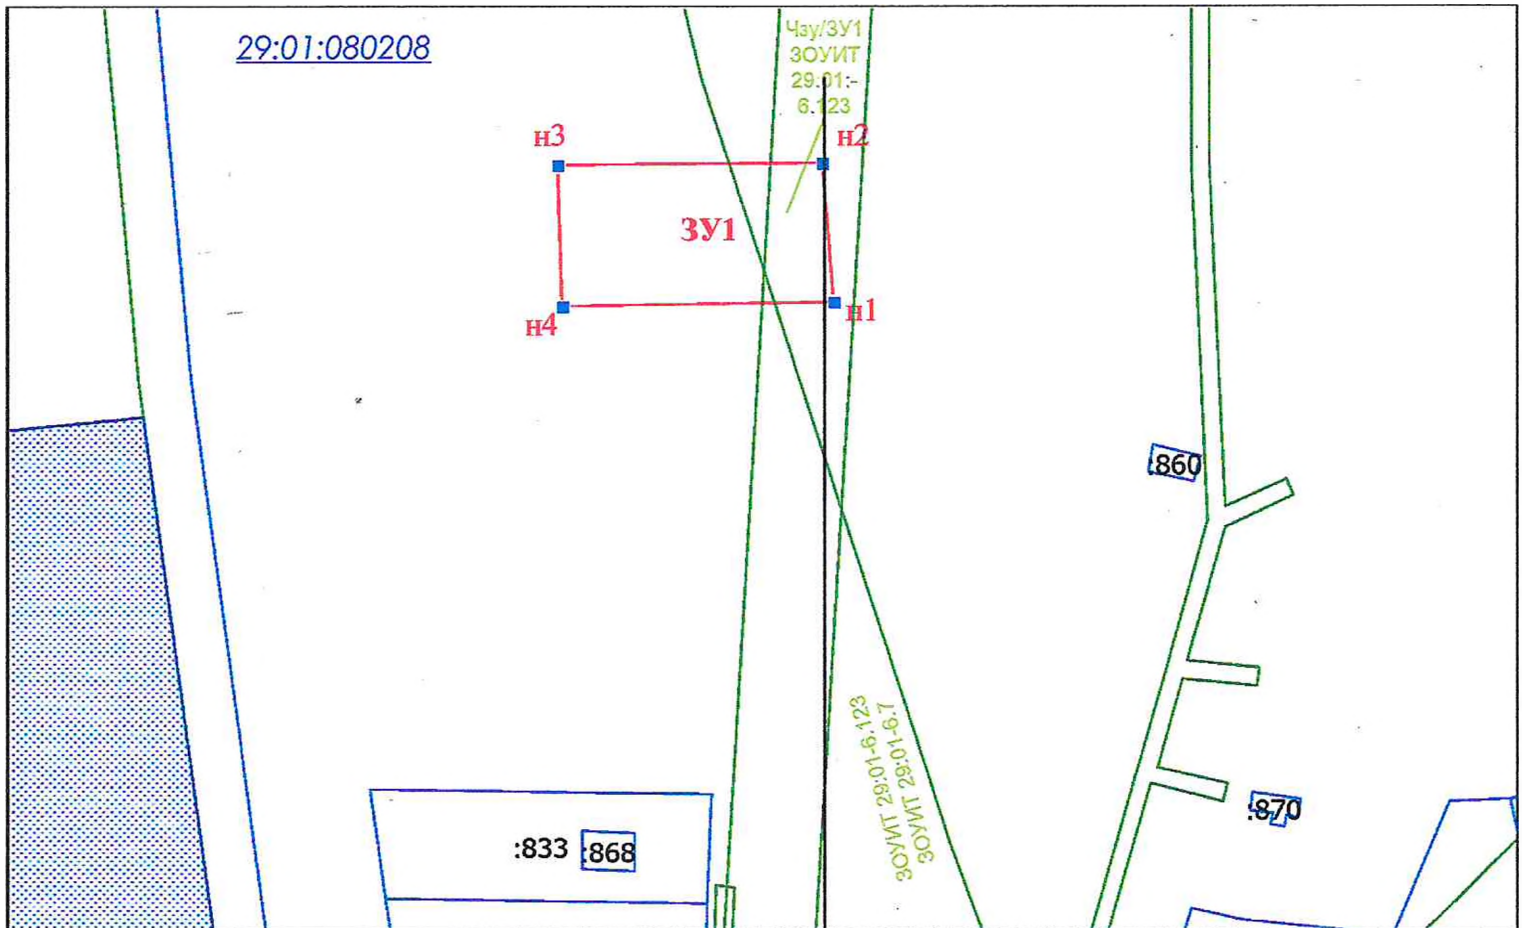 29:01:080208
Чзу/ЗУ1
ЗОУИТ
29:01:-
6.123
н3
н2
ЗУ1
н4
н1
:860
ЗОУИТ 29:01-6.123
ЗОУИТ 29:01-6.7
:870
:833
:868